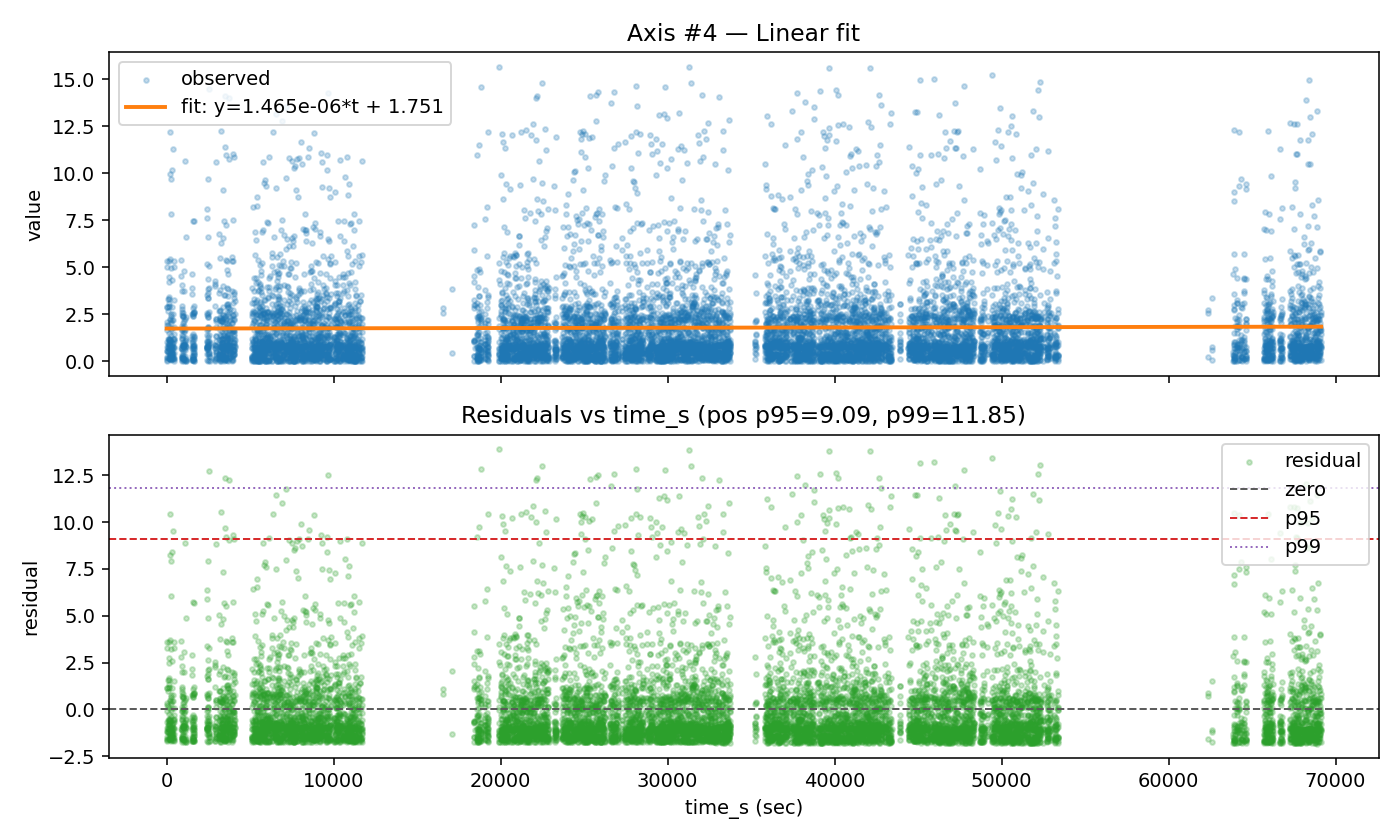 Axis #4 — Linear fit
observed
fit: y=1.465e-06*t + 1.751
15.0
12.5
10.0
7.5
5.0
2.5
0.0
value
Residuals vs time_s (pos p95=9.09, p99=11.85)
residual
zero
p95
p99
12.5
10.0
7.5
5.0
2.5
0.0
−2.5
residual
0 10000 20000 30000 40000 50000 60000 70000
time_s (sec)